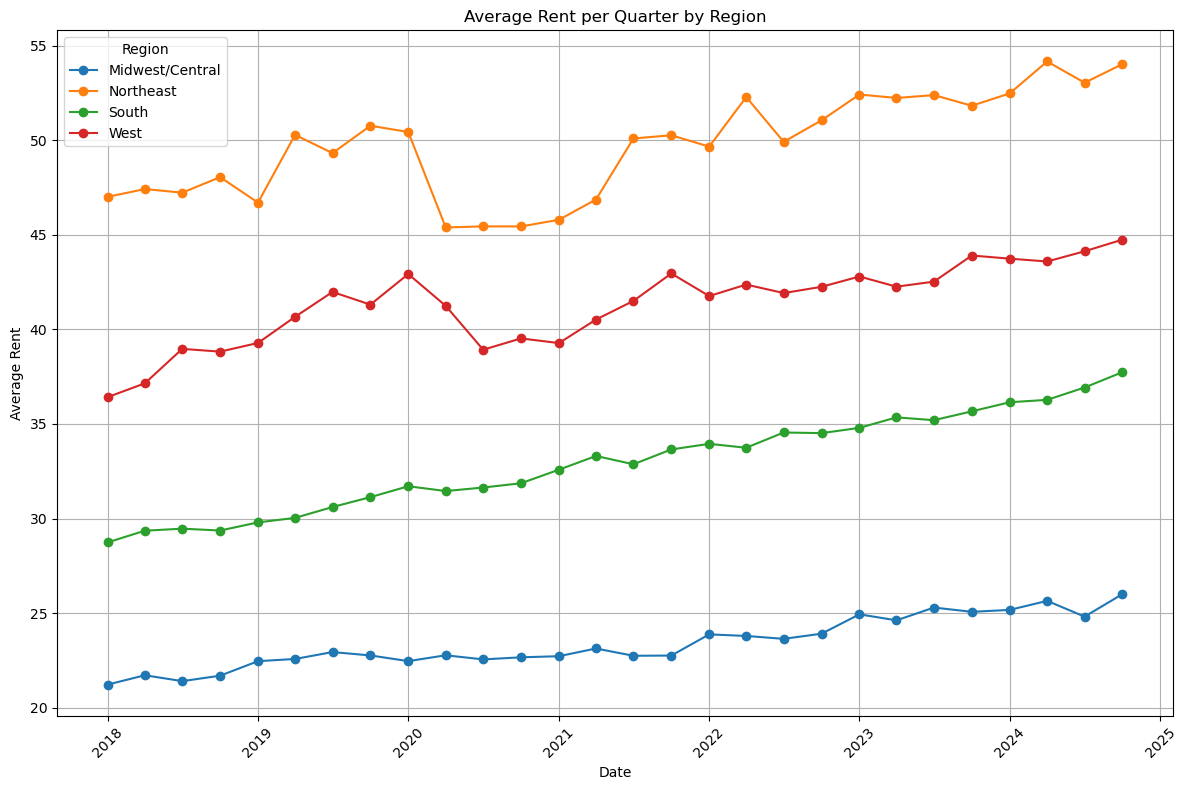 Average Rent per Quarter by Region
Region
Midwest/Central
Northeast
South
West
Average Rent
55
50
45
40
35
30
25
20
2018
2019
2020
2021
2022
2023
2024
2025
Date